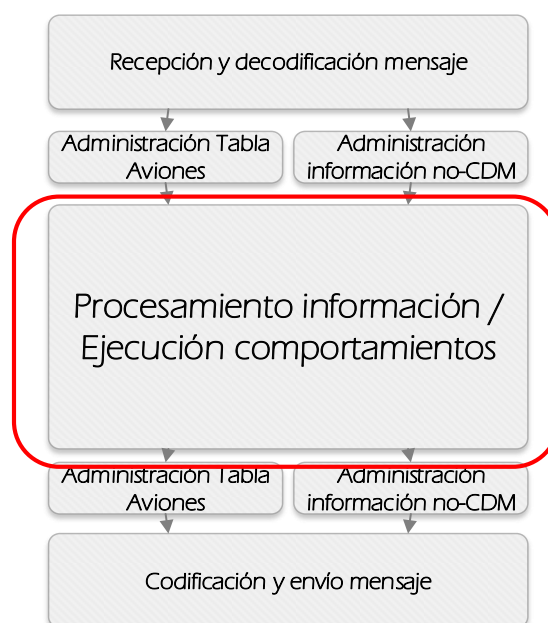 Recepción y decodificación mensaje
Administración Tabla
Aviones
Administración
información no-CDM
Procesamiento información /
Ejecución comportamientos
Administración Tabla
Aviones
Administración
información no-CDM
Codificación y envío mensaje